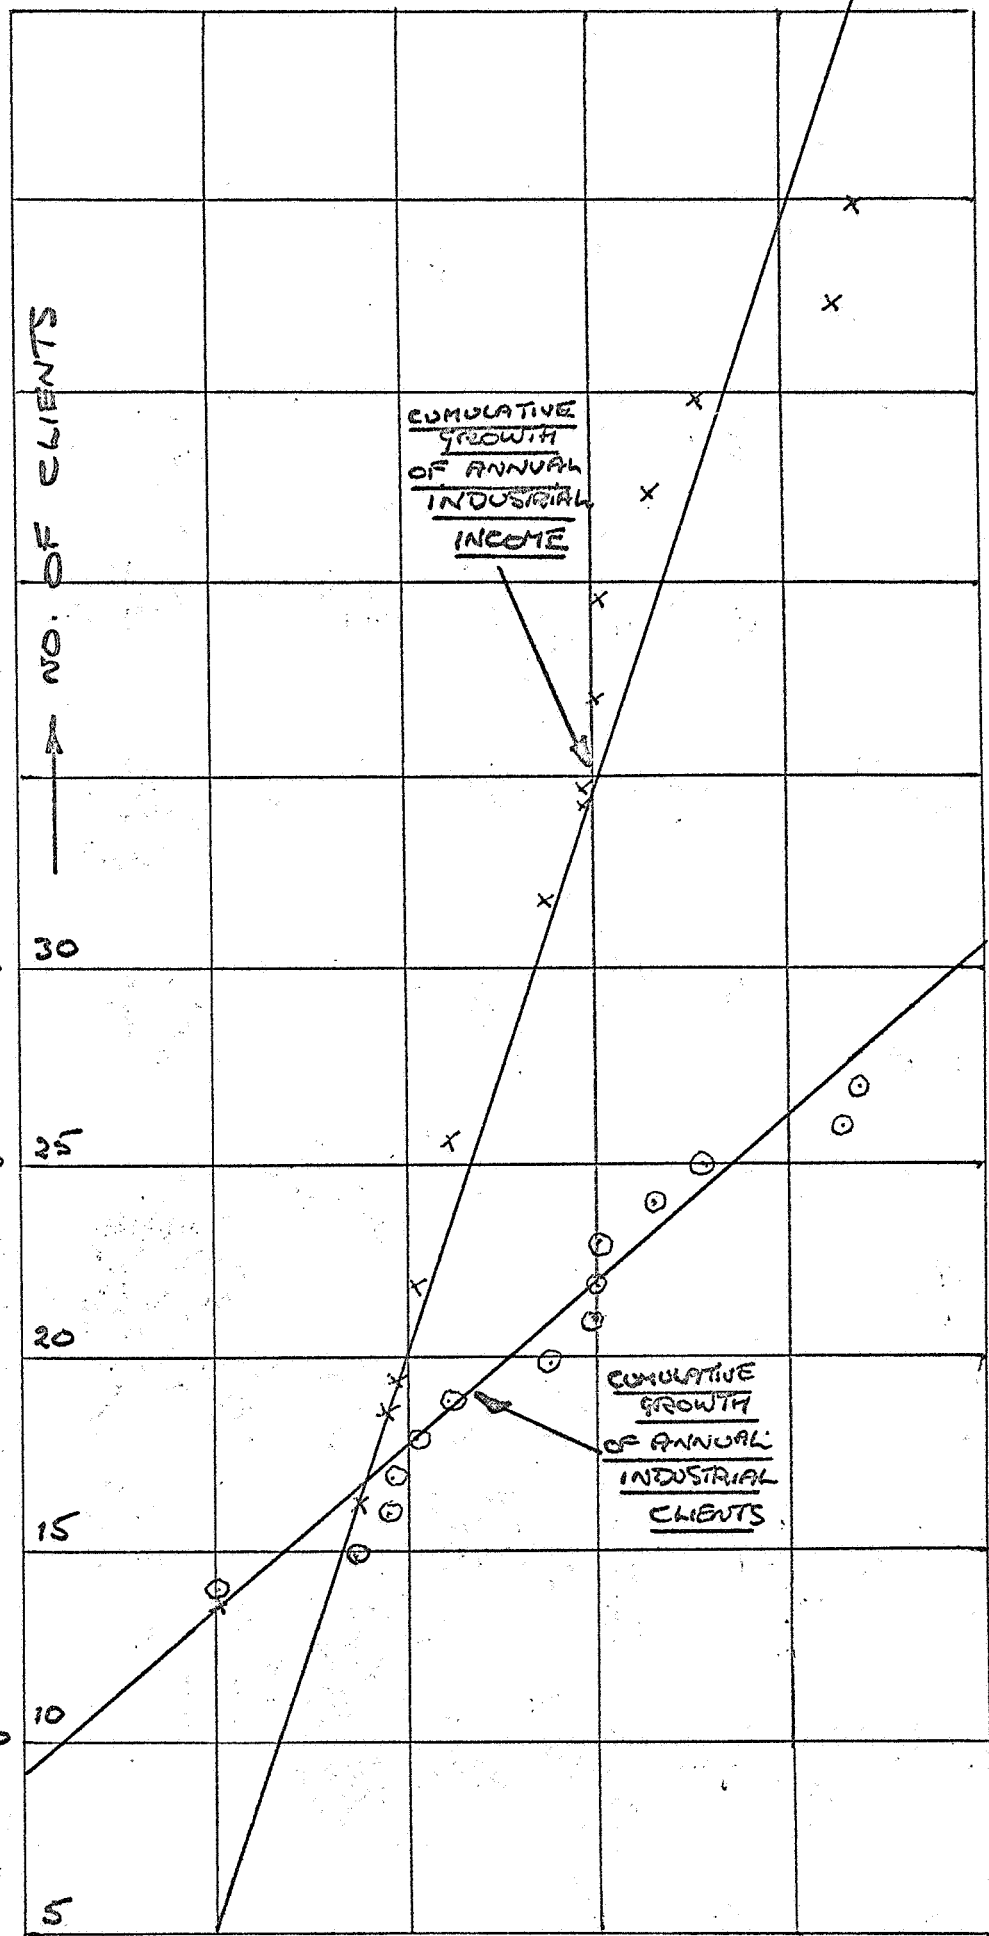 NO. OF CLIENTS
CUMULATIVE
GROWTH
OF ANNUAL
INDUSTRIAL
INCOME
30
25
20
CUMULATIVE
GROWTH
OF ANNUAL
INDUSTRIAL
CLIENTS.
15
10
5